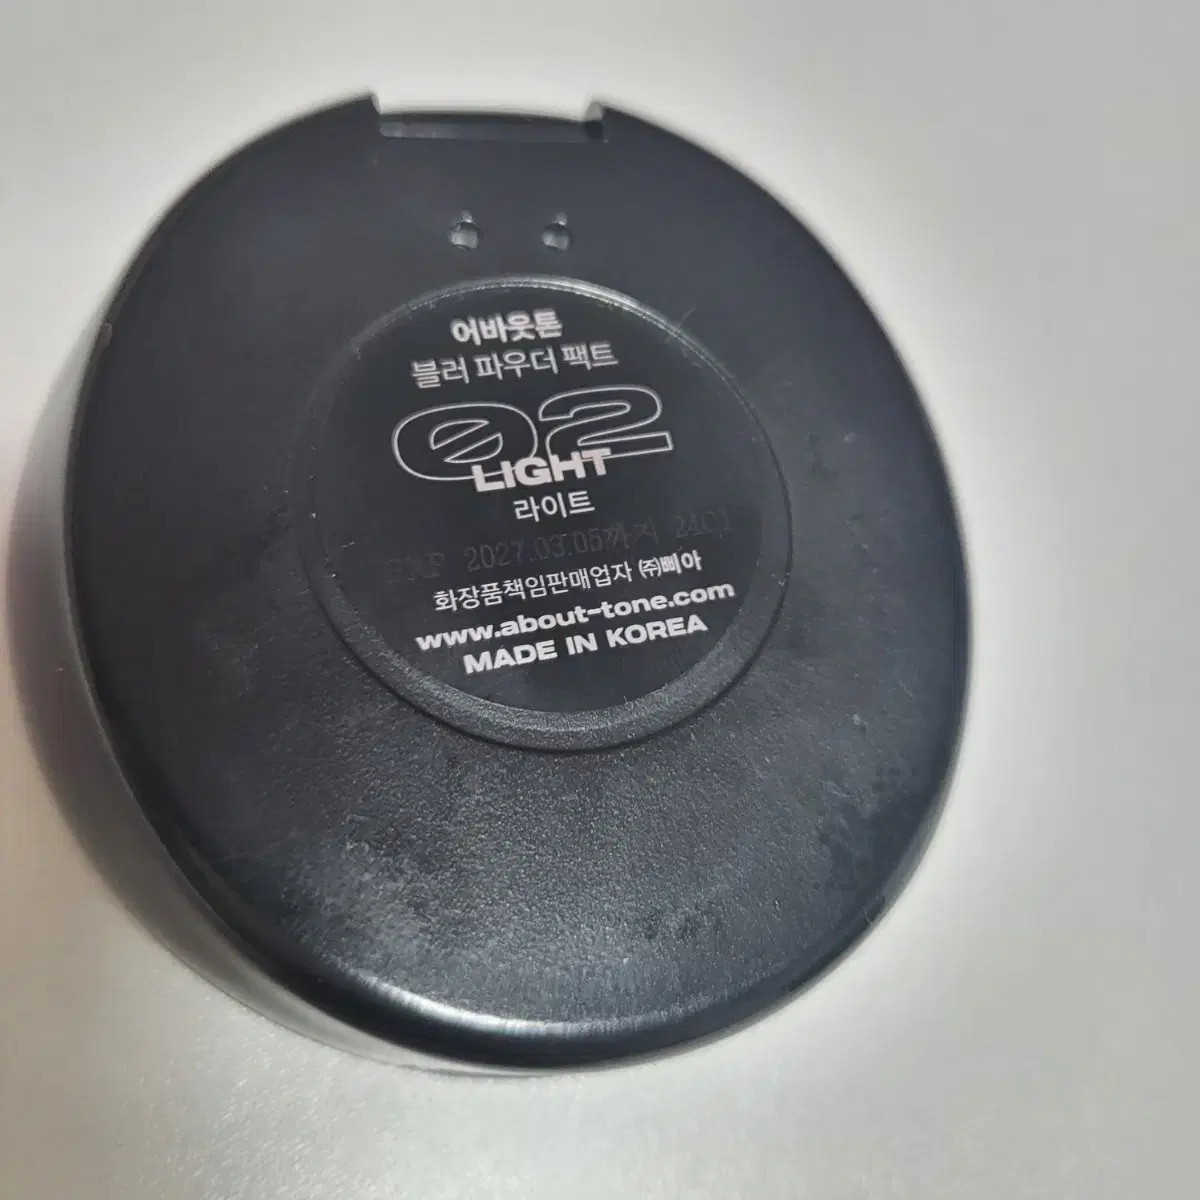 어바웃톤
블러 파우더 팩트
02
LIGHT
라이트
EXP 2027.03.05까지 24C1
화장품책임판매업자 ㈜삐아
www.about-tone.com
MADE IN KOREA